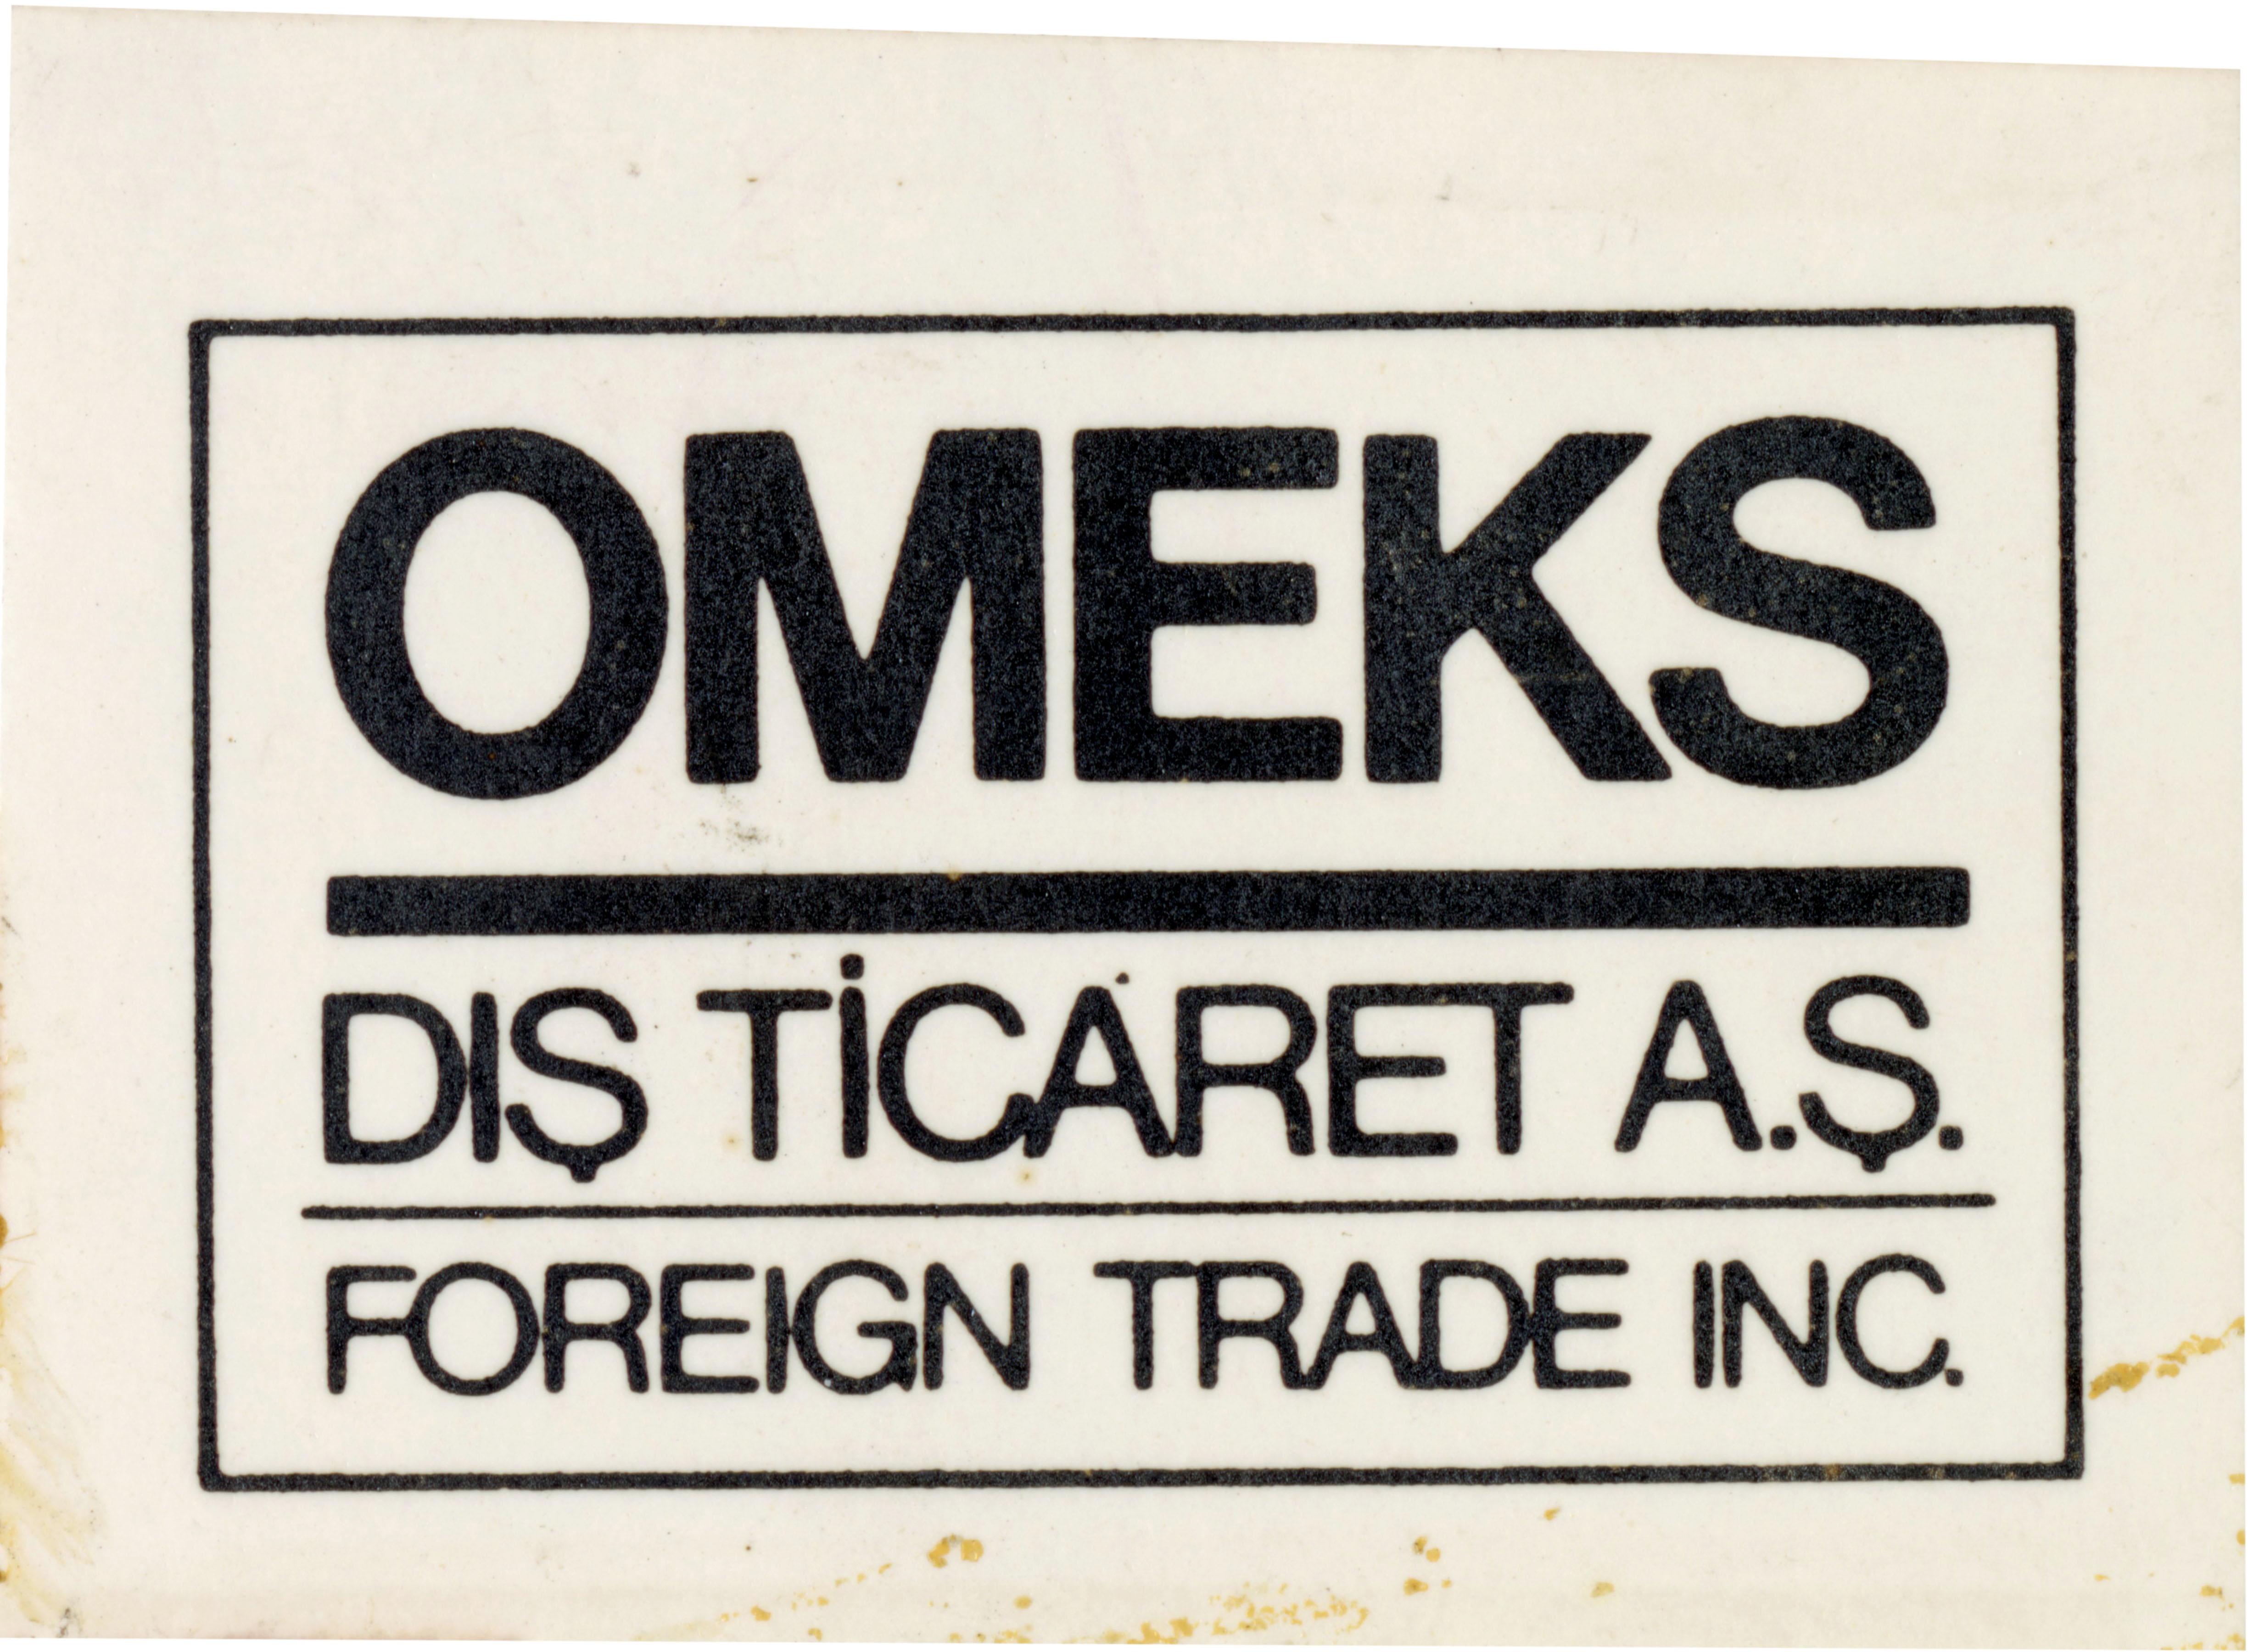 OMEKS
DIŞ TİCARET A.Ş.
FOREIGN TRADE INC.